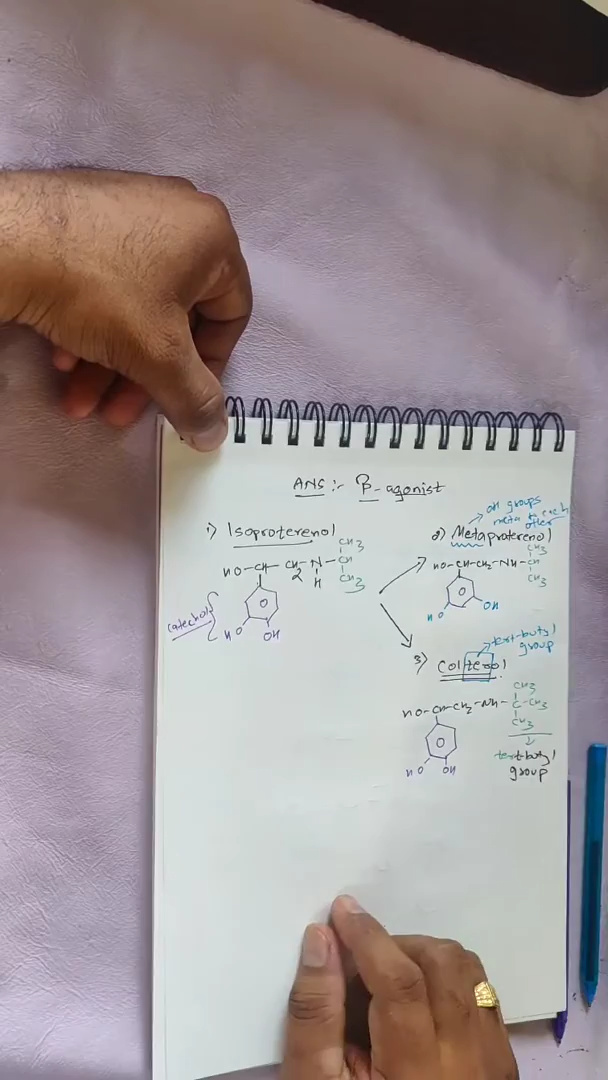 ANS :- β-agonist
1) Isoproterenol
HO-CH- CH2-N-CH
CH3
CH3
H
catechol
HO
OH
2) Metaproterenol
OH groups
meta to each
other
HO-CH-CH2-NH-CH
CH3
CH3
HO
OH
3) Colterol.
tert-butyl
group
HO-CH-CH2-NH-C-CH3
CH3
CH3
HO
OH
tert-butyl
group